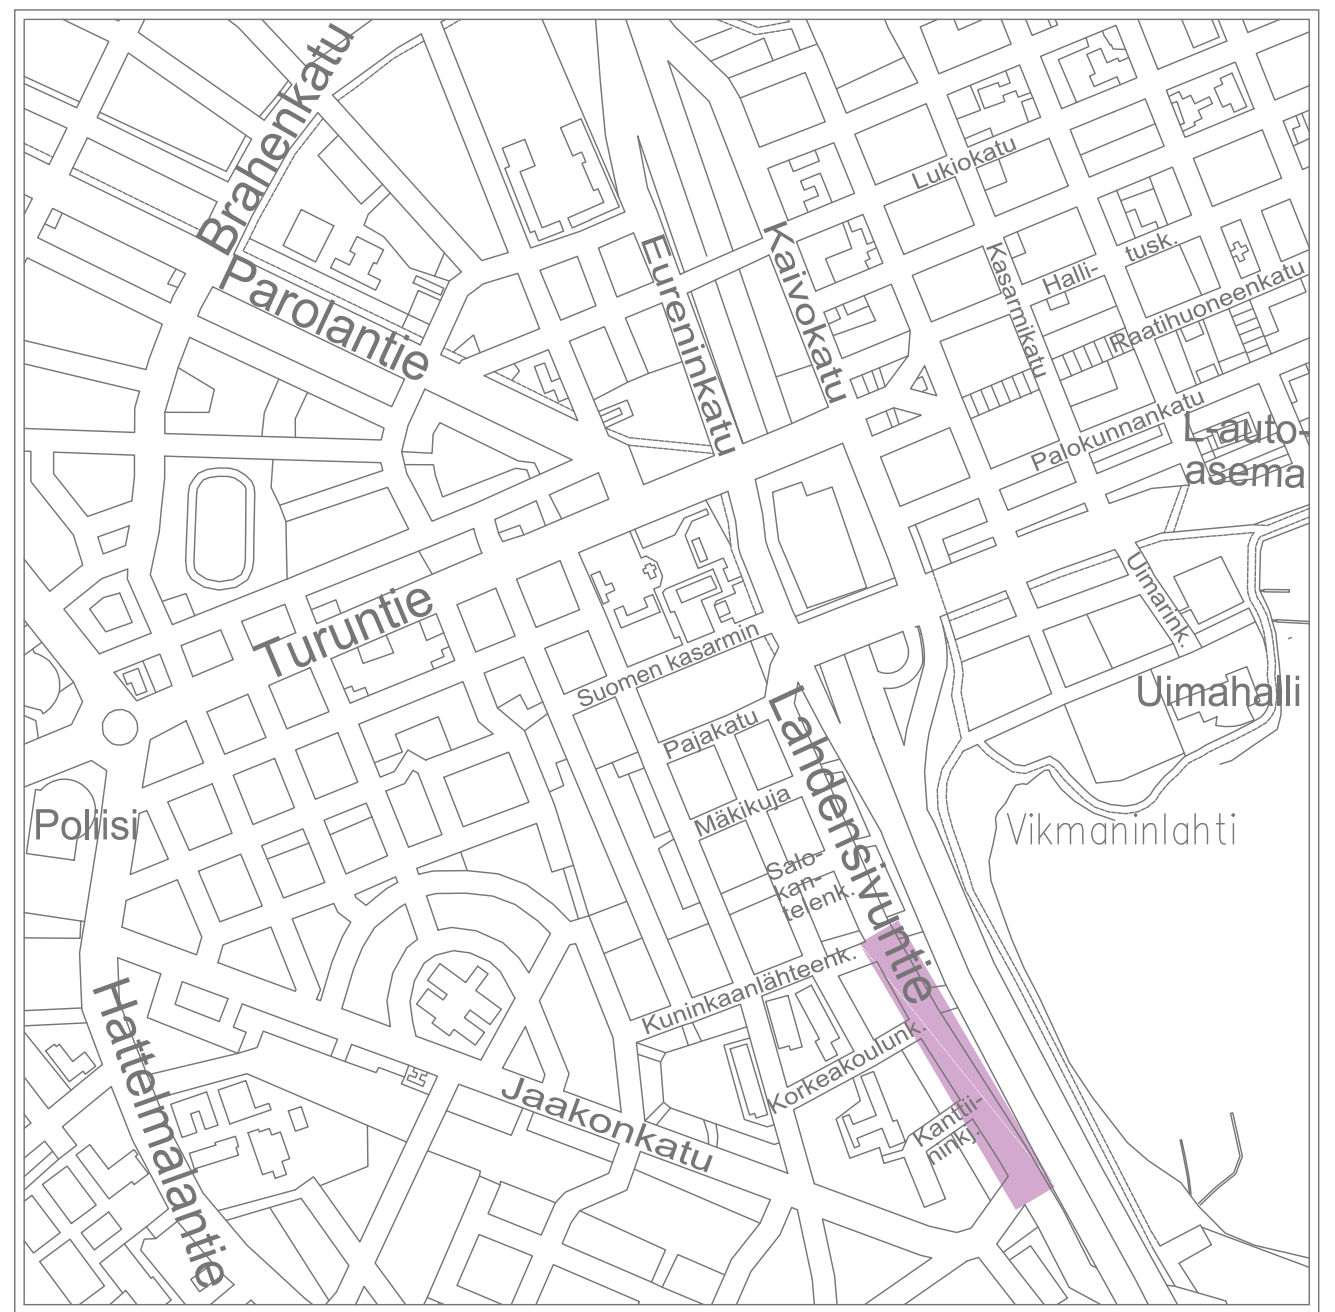 Brahenkatu
Parolantie
Eureninkatu
Kaivokatu
Lukiokatu
Kasarmikatu
Halli-
tusk.
Raatihuoneenkatu
Palokunnankatu
L-auto-
asema
Uimarink.
Uimahalli
Turuntie
Suomen kasarmin
Pajakatu
Lahdensivuntie
Mäkikuja
Salo-
kan-
telenk.
Vikmaninlahti
Poliisi
Kuninkaanlähteenk.
Korkeakoulunk.
Kanttii-
ninkj.
Hattelmalantie
Jaakonkatu